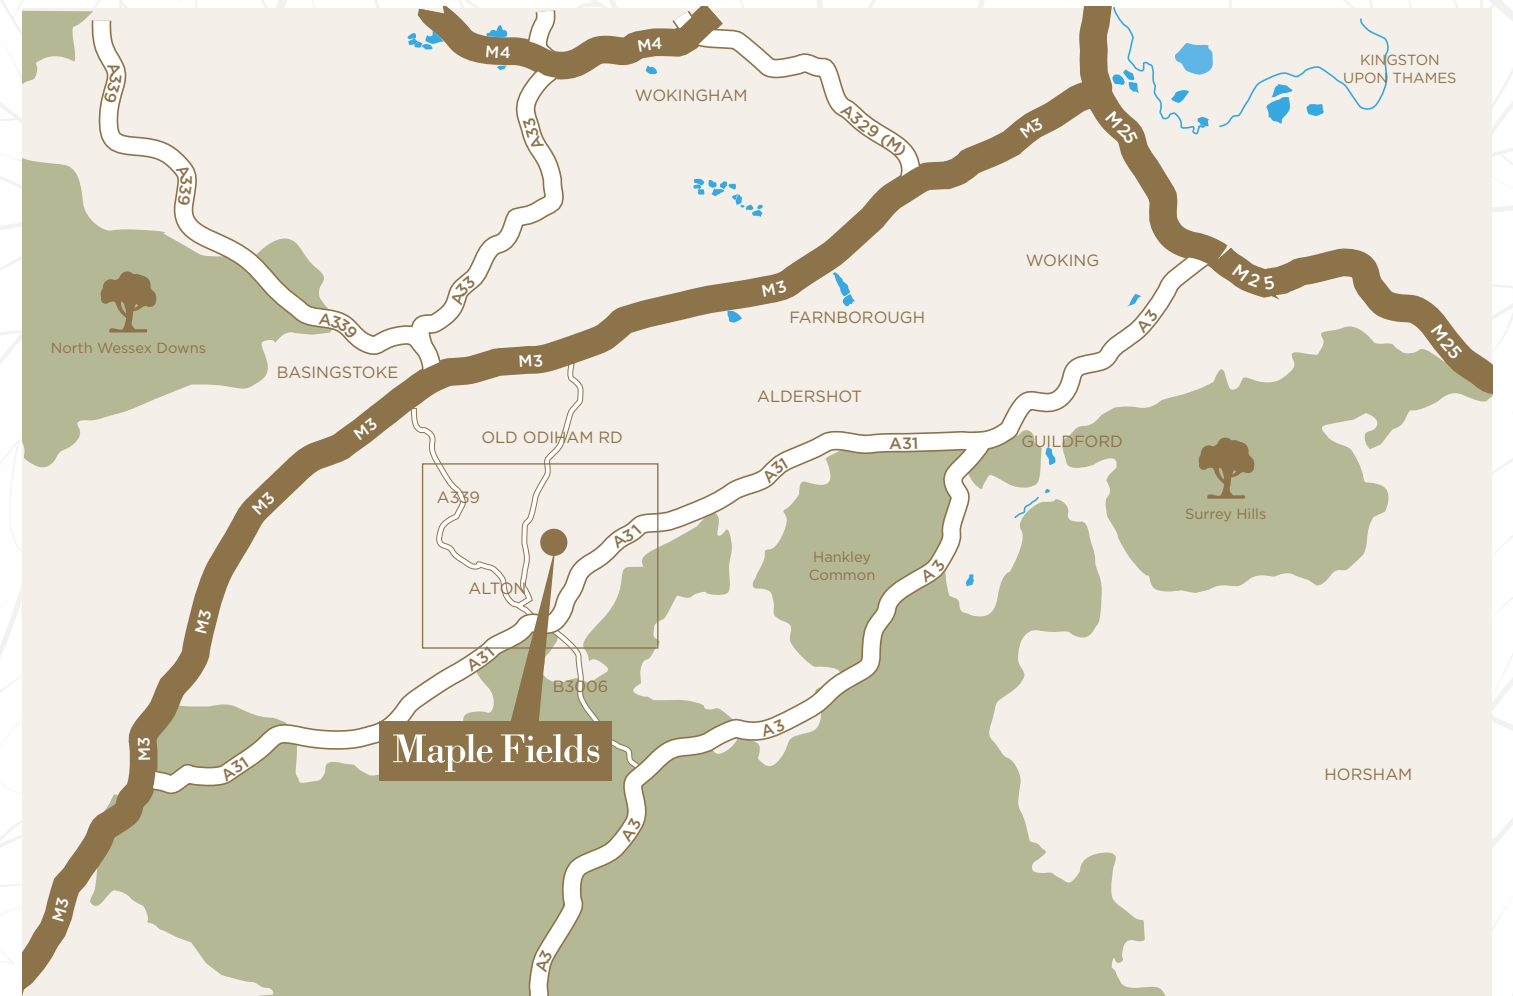 M4
M4
A339
KINGSTON
UPON THAMES
WOKINGHAM
A33
A329 (M)
M3
M25
A339
WOKING
M25
A33
M3
FARNBOROUGH
A339
A3
M25
North Wessex Downs
M3
BASINGSTOKE
ALDERSHOT
M3
OLD ODIHAM RD
A31
GUILDFORD
A31
A339
M3
Surrey Hills
A31
Hankley
Common
A3
ALTON
M3
A31
B3006
A3
M3
Maple Fields
A31
HORSHAM
A3
M3
A3